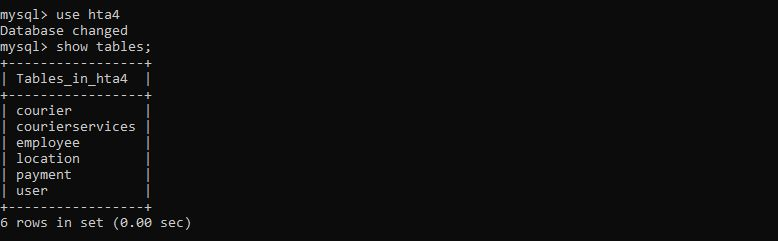 mysql> use hta4
Database changed
mysql> show tables;
+-----------------+
| Tables_in_hta4  |
+-----------------+
| courier         |
| courierservices |
| employee        |
| location        |
| payment         |
| user            |
+-----------------+
6 rows in set (0.00 sec)